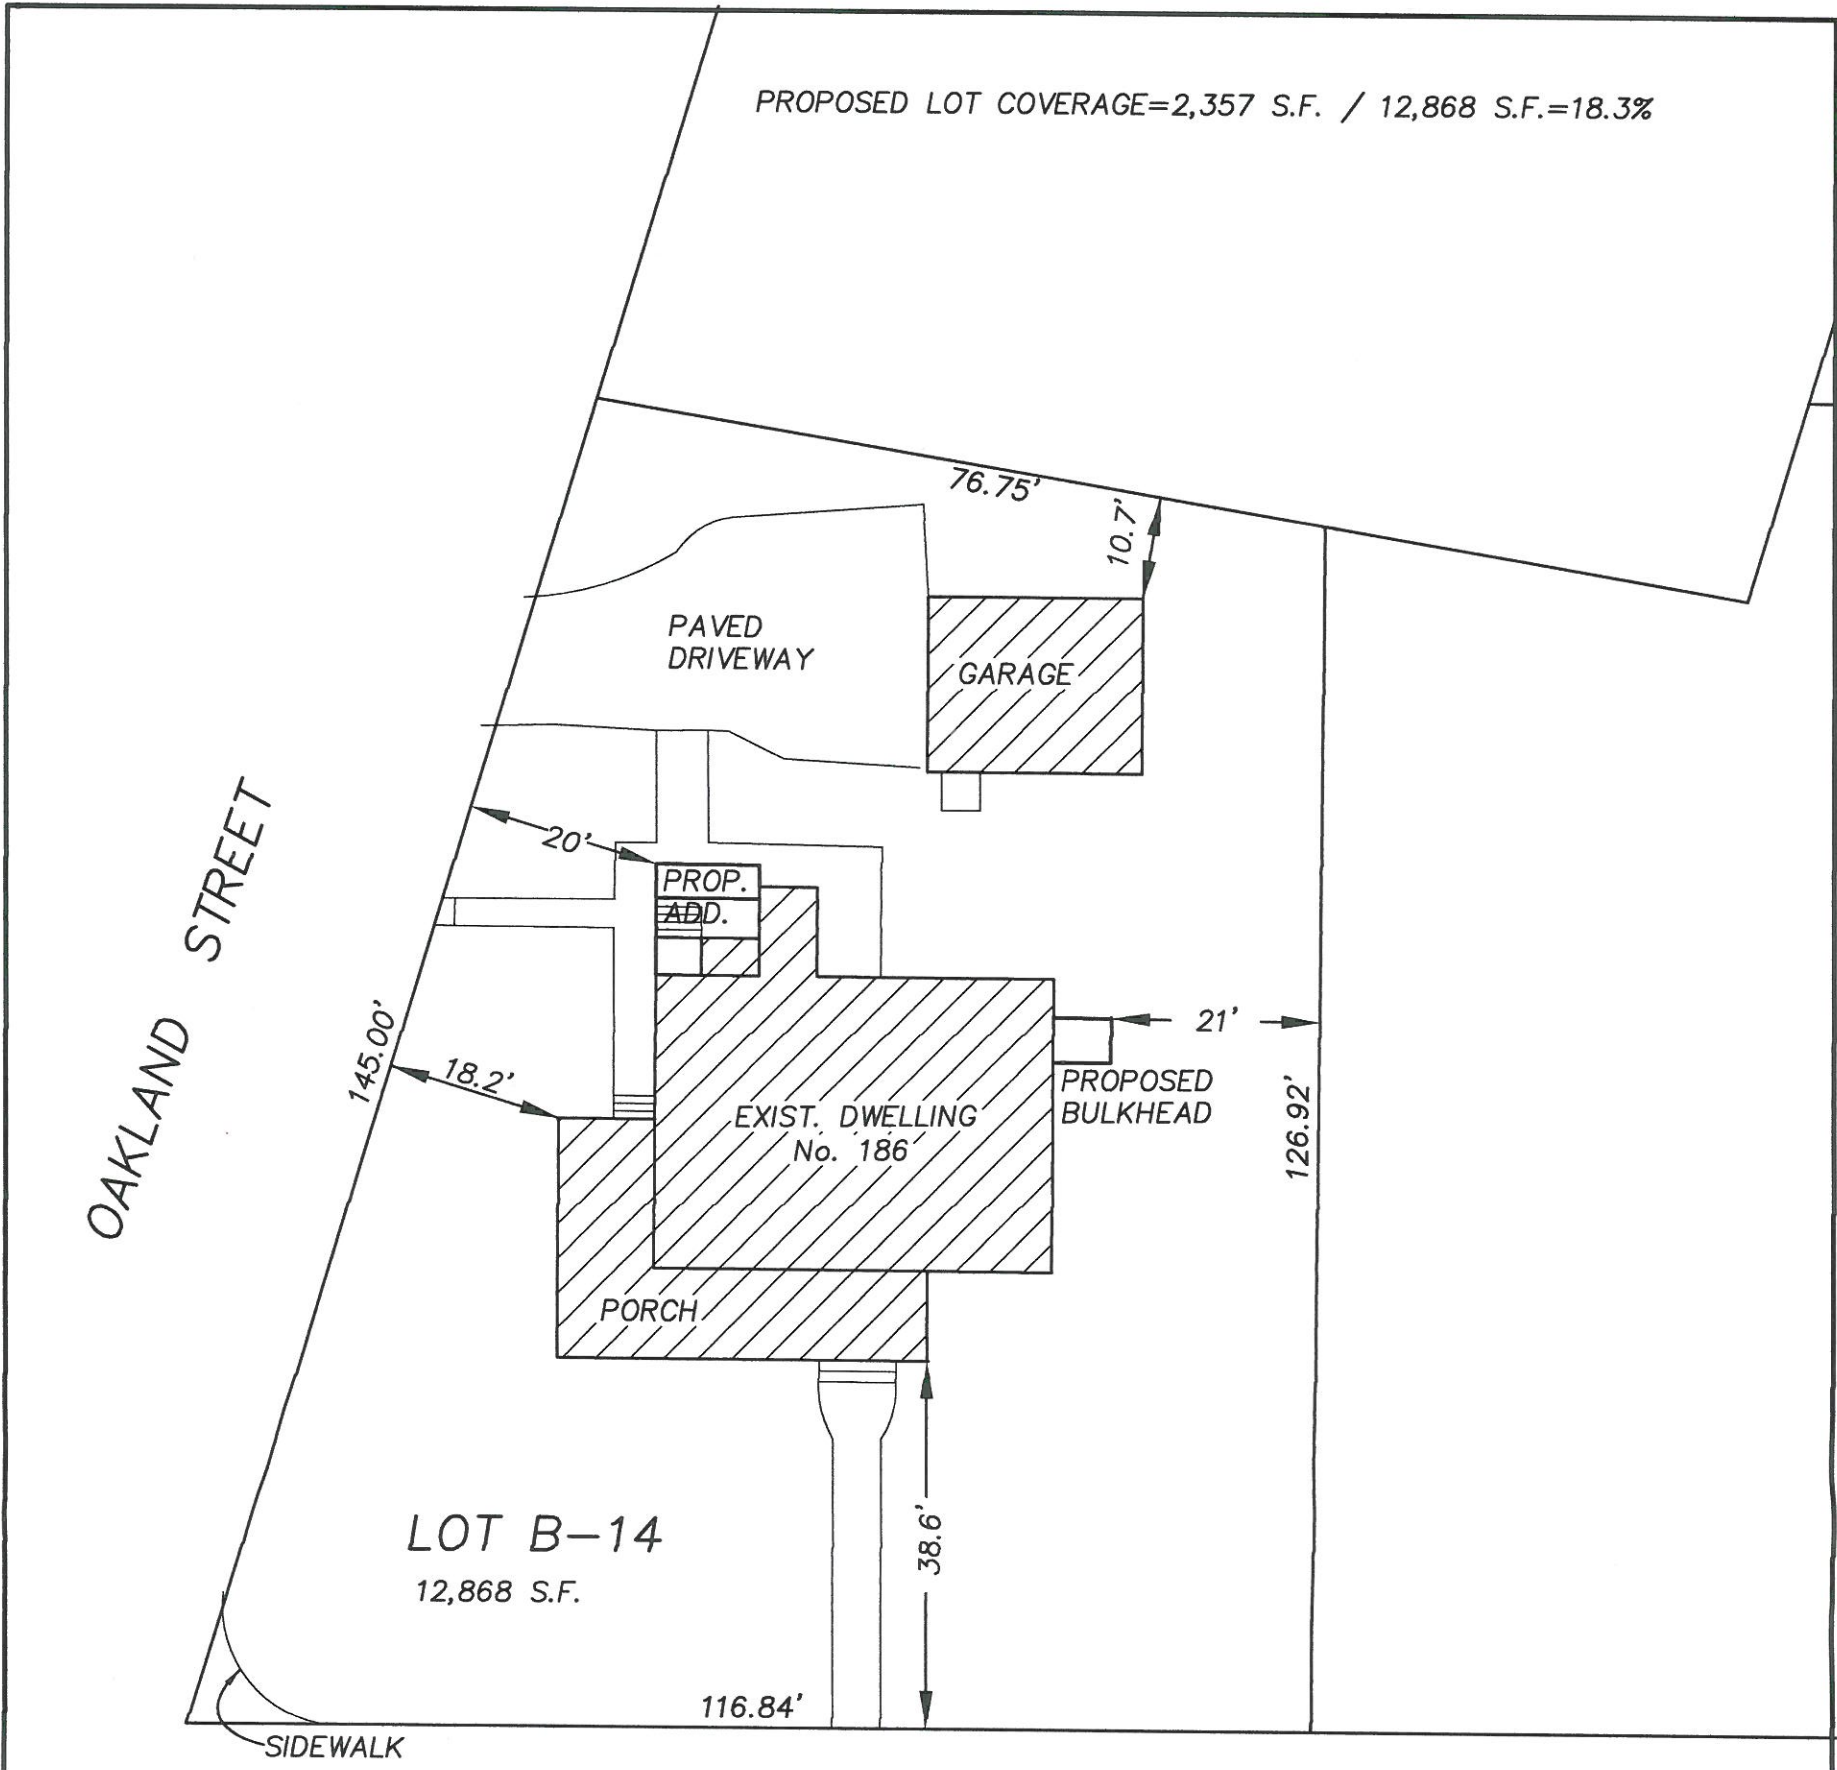 PROPOSED LOT COVERAGE=2,357 S.F. / 12,868 S.F.=18.3%
76.75'
10.7'
PAVED
DRIVEWAY
GARAGE
20'
PROP.
ADD.
OAKLAND STREET
145.00'
18.2'
21'
PROPOSED
BULKHEAD
EXIST. DWELLING
No. 186
126.92'
PORCH
38.6'
LOT B-14
12,868 S.F.
116.84'
SIDEWALK